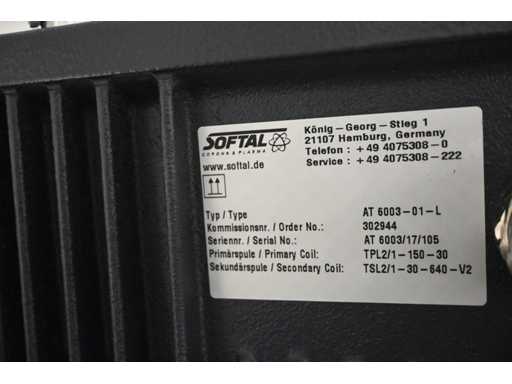 SOFTAL
CORONA & PLASMA
www.softal.de
König-Georg-Stieg 1
21107 Hamburg, Germany
Telefon : +49 4075308-0
Service : +49 4075308-222
Typ / Type AT 6003-01-L
Kommissionsnr. / Order No.: 302944
Seriennr. / Serial No.: AT 6003/17/105
Primärspule / Primary Coil: TPL2/1-150-30
Sekundärspule / Secondary Coil: TSL2/1-30-640-V2